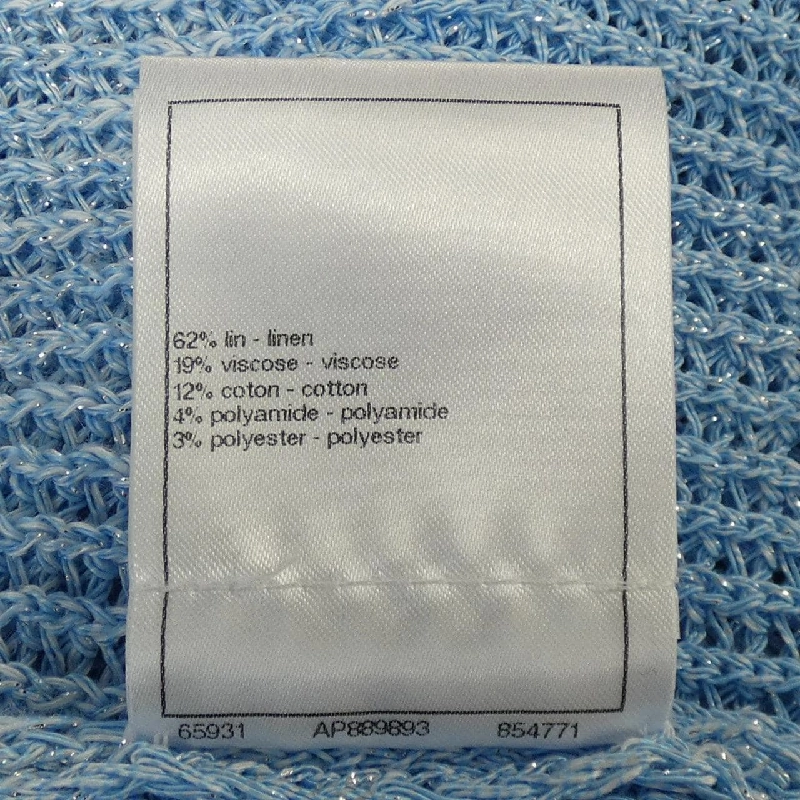 62% lin - linen
19% viscose - viscose
12% coton - cotton
4% polyamide - polyamide
3% polyester - polyester
65931 AP889893 854771